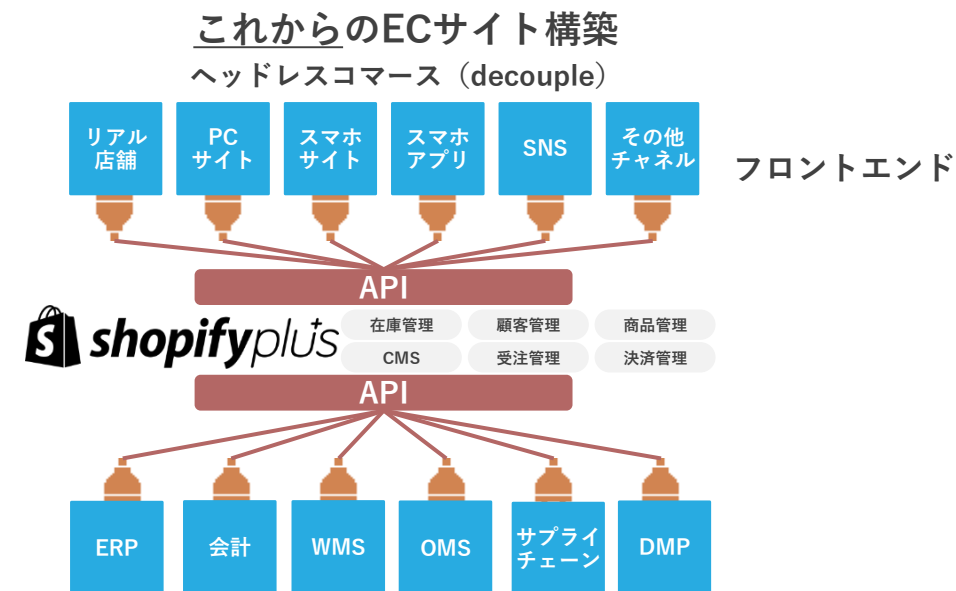 これからのECサイト構築
ヘッドレスコマース（decouple）
リアル
店舗
PC
サイト
スマホ
サイト
スマホ
アプリ
SNS
その他
チャネル
フロントエンド
API
shopifyplus
在庫管理
顧客管理
商品管理
CMS
受注管理
決済管理
API
ERP
会計
WMS
OMS
サプライ
チェーン
DMP